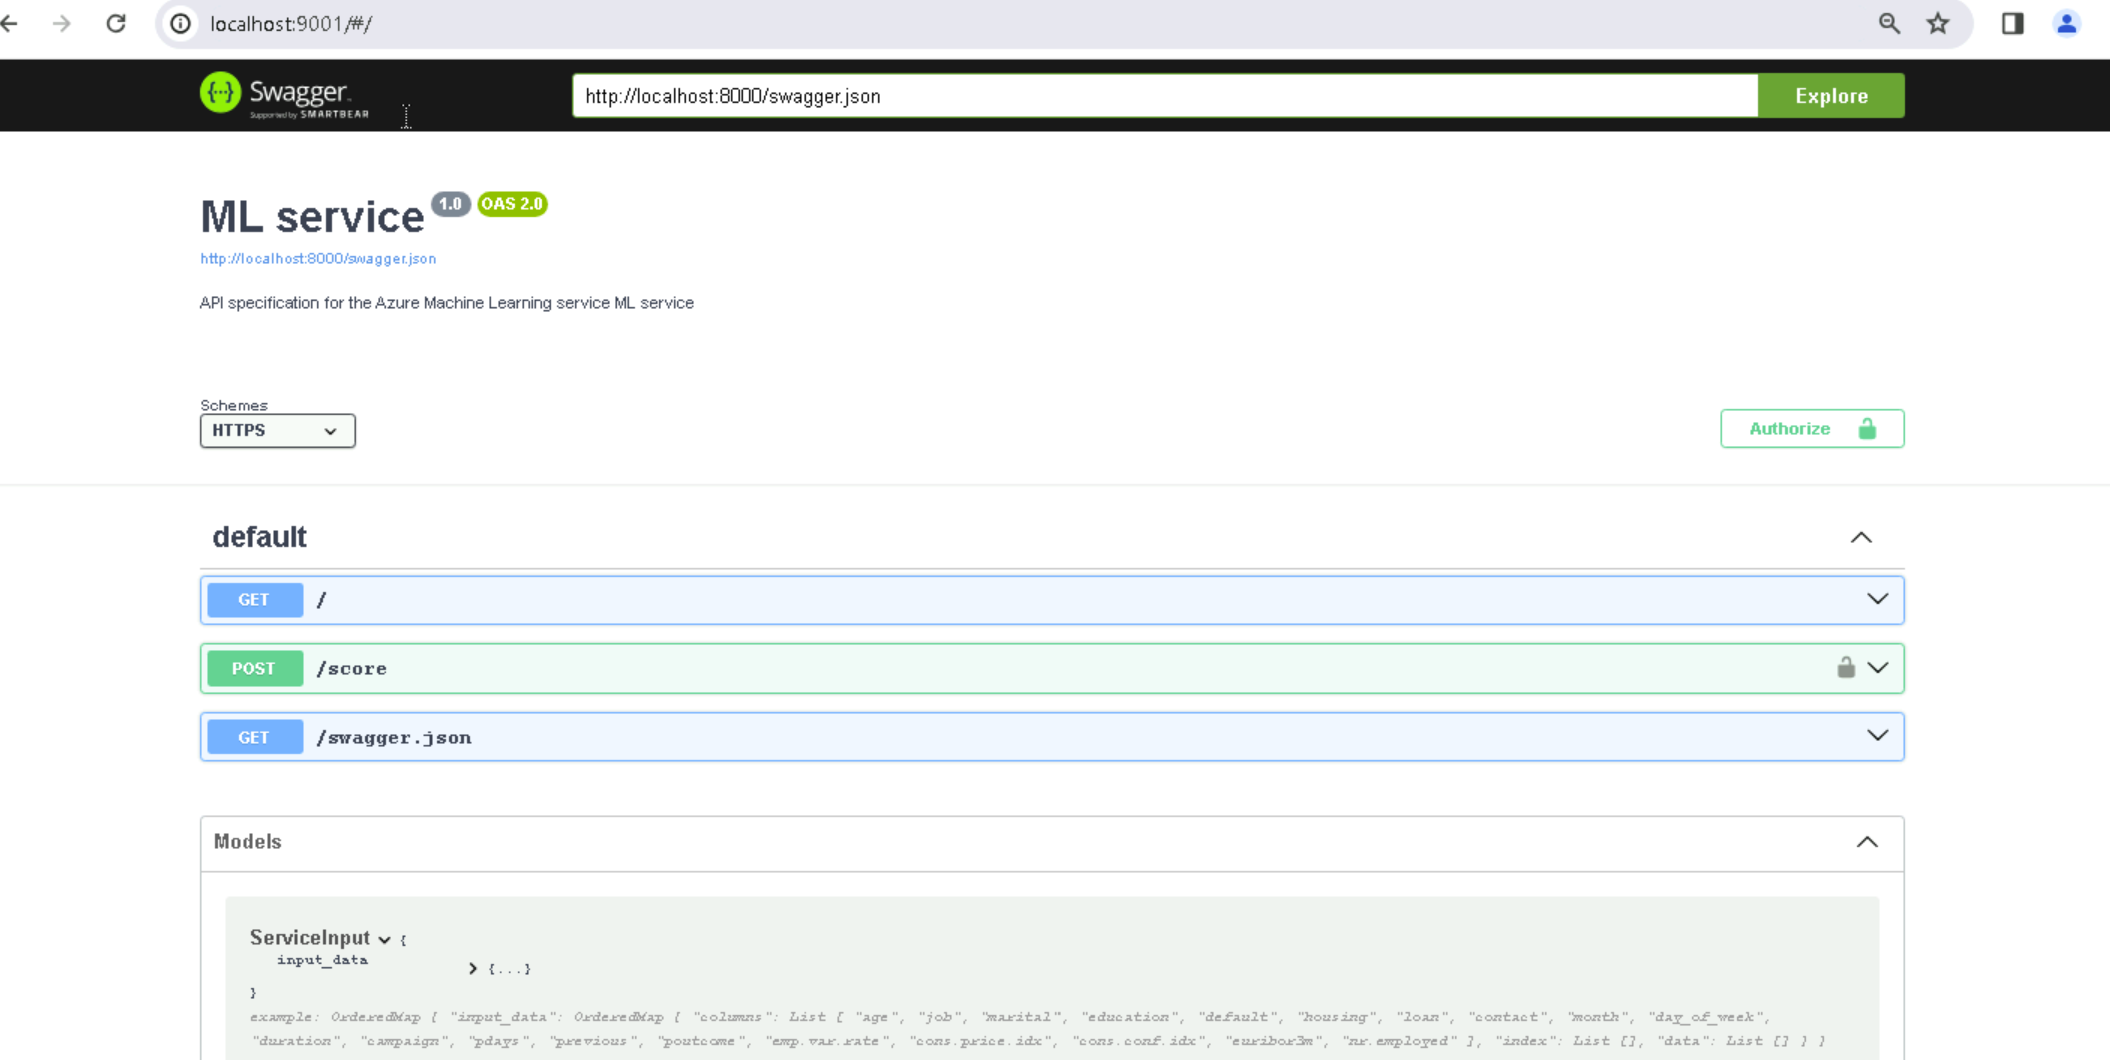 localhost:9001/#/
Swagger
Supported by SMARTBEAR
http://localhost:8000/swagger.json
Explore
ML service 1.0 OAS 2.0
http://localhost:8000/swagger.json
API specification for the Azure Machine Learning service ML service
Schemes
HTTPS
Authorize
default
GET /
POST /score
GET /swagger.json
Models
ServiceInput {
input_data
{...}
}
example: OrderedMap { "input_data": OrderedMap { "columns": List [ "age", "job", "marital", "education", "default", "housing", "loan", "contact", "month", "day_of_week",
"duration", "campaign", "pdays", "previous", "poutcome", "emp.var.rate", "cons.price.idx", "cons.conf.idx", "euribor3m", "nr.employed" ], "index": List [], "data": List [] } }